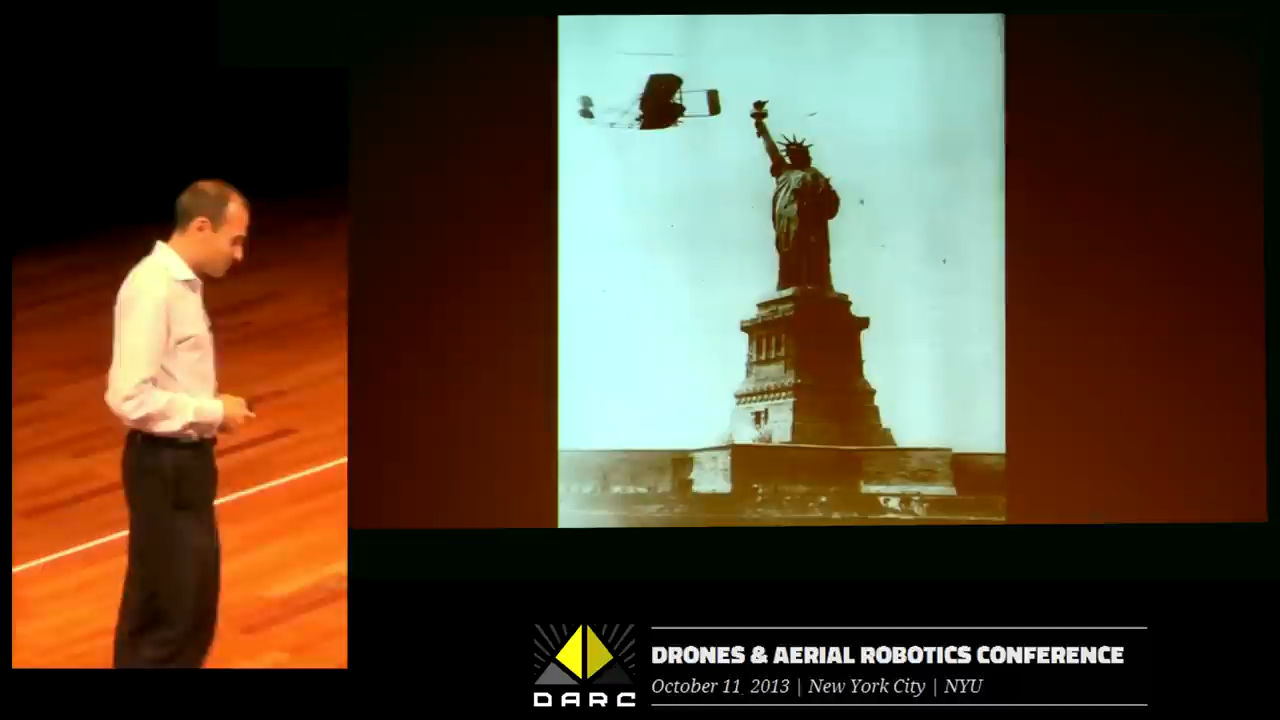 DARC
DRONES & AERIAL ROBOTICS CONFERENCE
October 11, 2013 | New York City | NYU